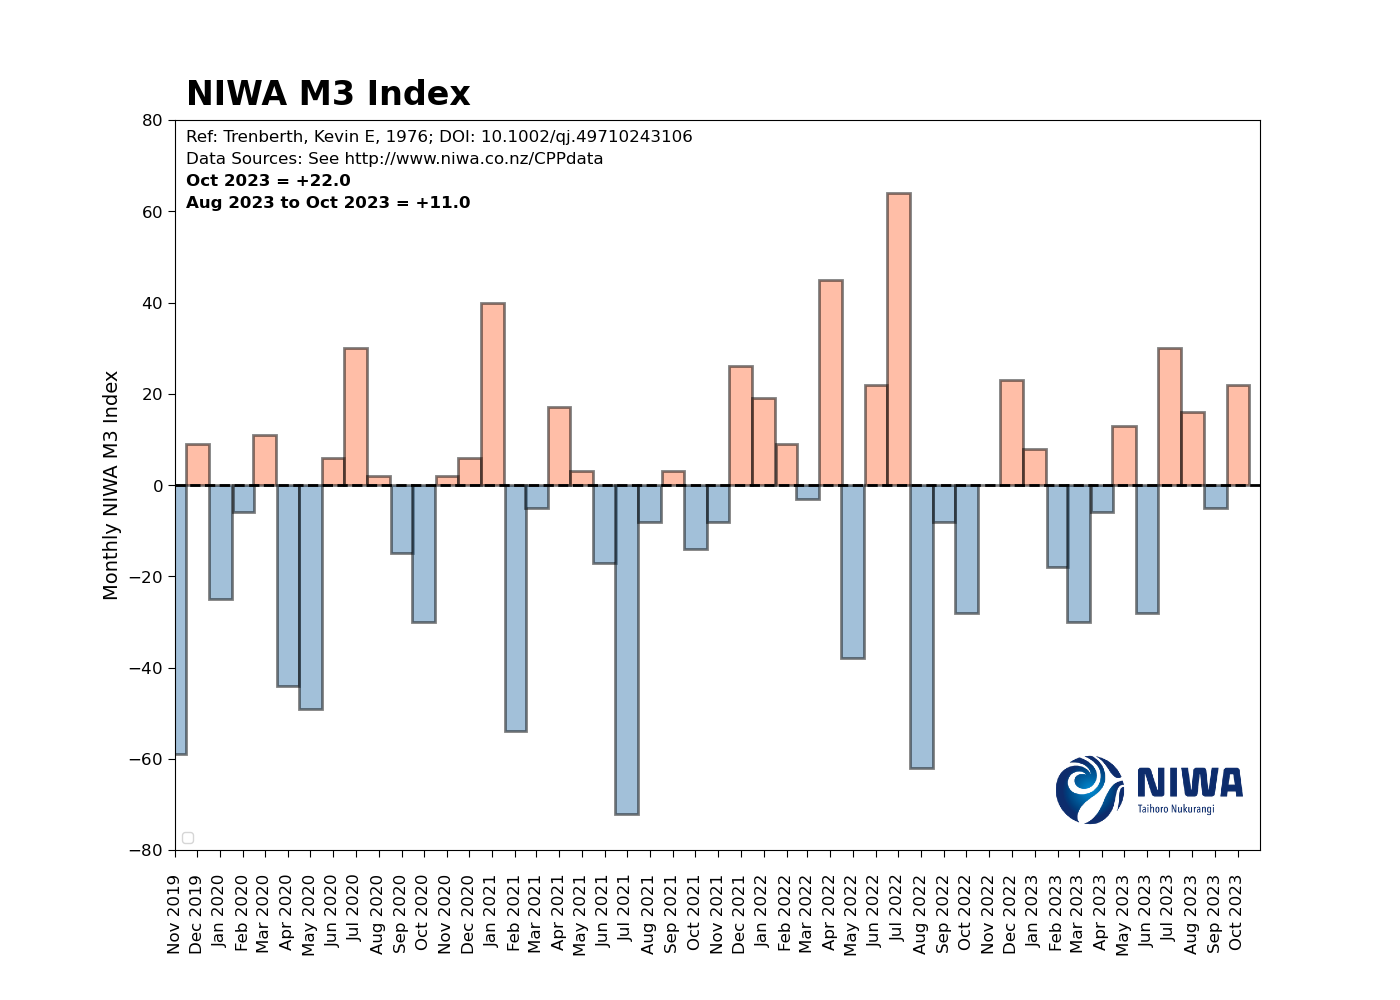 NIWA M3 Index
Ref: Trenberth, Kevin E, 1976; DOI: 10.1002/qj.49710243106
Data Sources: See http://www.niwa.co.nz/CPPdata
Oct 2023 = +22.0
Aug 2023 to Oct 2023 = +11.0
Monthly NIWA M3 Index
80
60
40
20
0
−20
−40
−60
−80
NIWA
Taihoro Nukurangi
Nov 2019
Dec 2019
Jan 2020
Feb 2020
Mar 2020
Apr 2020
May 2020
Jun 2020
Jul 2020
Aug 2020
Sep 2020
Oct 2020
Nov 2020
Dec 2020
Jan 2021
Feb 2021
Mar 2021
Apr 2021
May 2021
Jun 2021
Jul 2021
Aug 2021
Sep 2021
Oct 2021
Nov 2021
Dec 2021
Jan 2022
Feb 2022
Mar 2022
Apr 2022
May 2022
Jun 2022
Jul 2022
Aug 2022
Sep 2022
Oct 2022
Nov 2022
Dec 2022
Jan 2023
Feb 2023
Mar 2023
Apr 2023
May 2023
Jun 2023
Jul 2023
Aug 2023
Sep 2023
Oct 2023